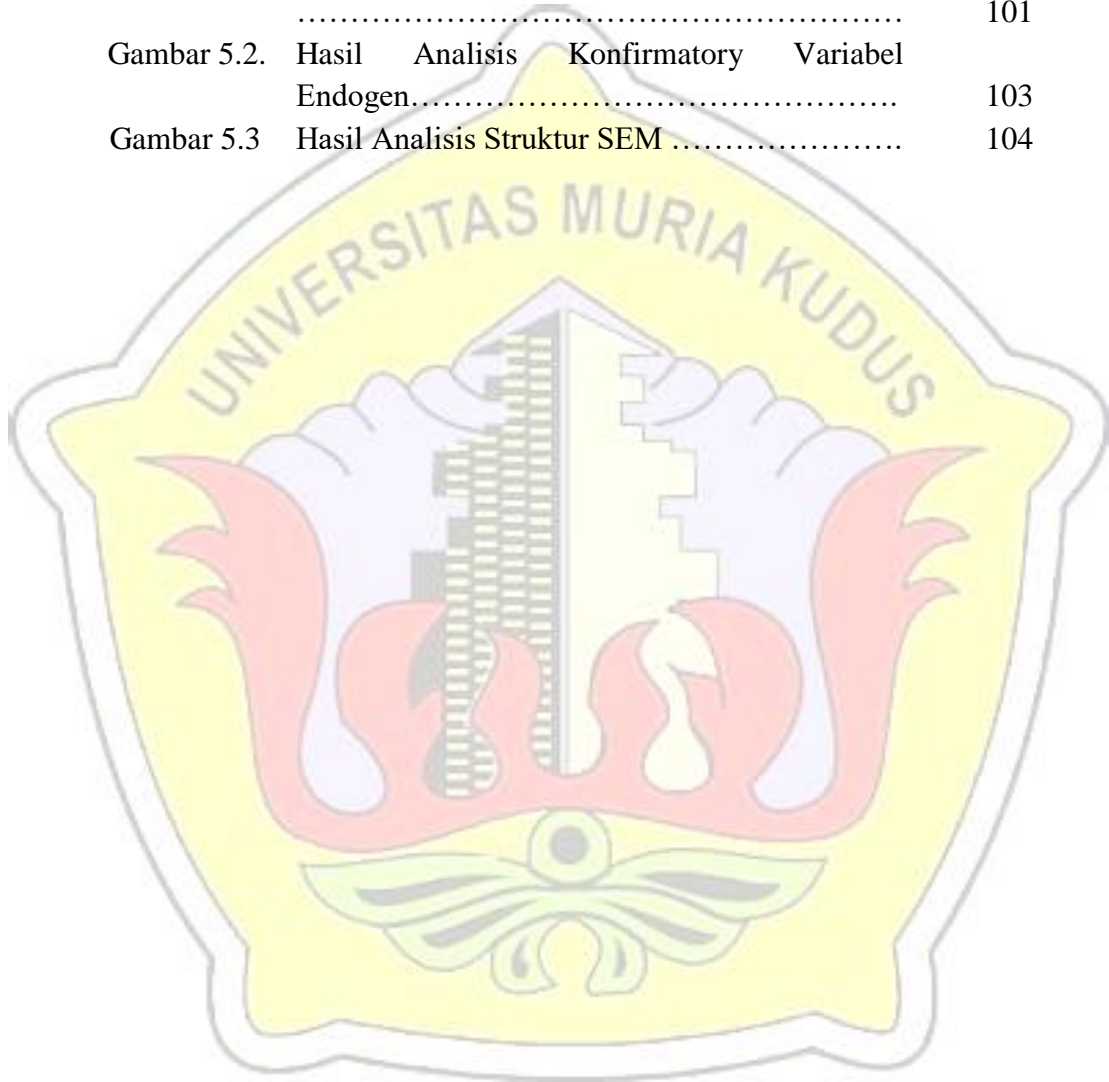 …………………………………………………… 101
Gambar 5.2. Hasil Analisis Konfirmatory Variabel
Endogen………………………………………. 103
Gambar 5.3 Hasil Analisis Struktur SEM …………………. 104
UNIVERSITAS MURIA KUDUS